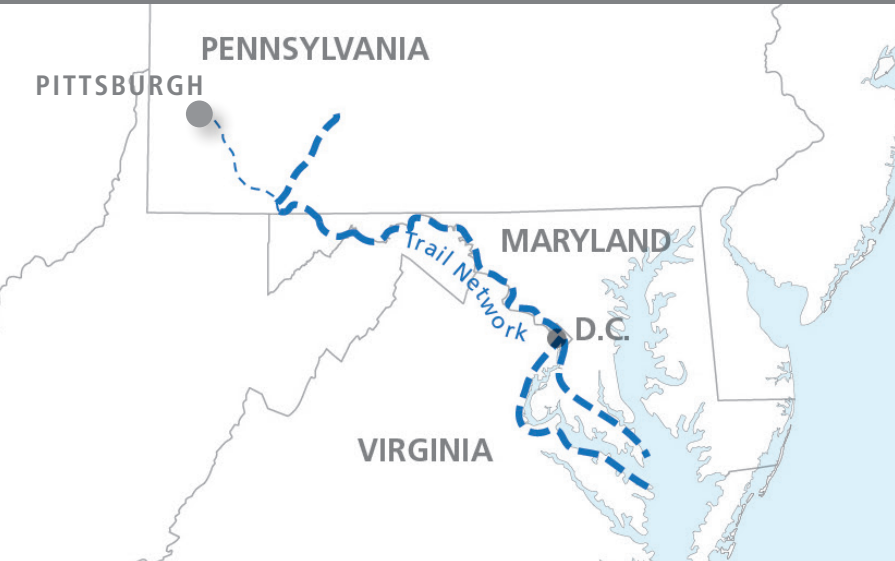 PENNSYLVANIA
PITTSBURGH
MARYLAND
Trail Network
D.C.
VIRGINIA